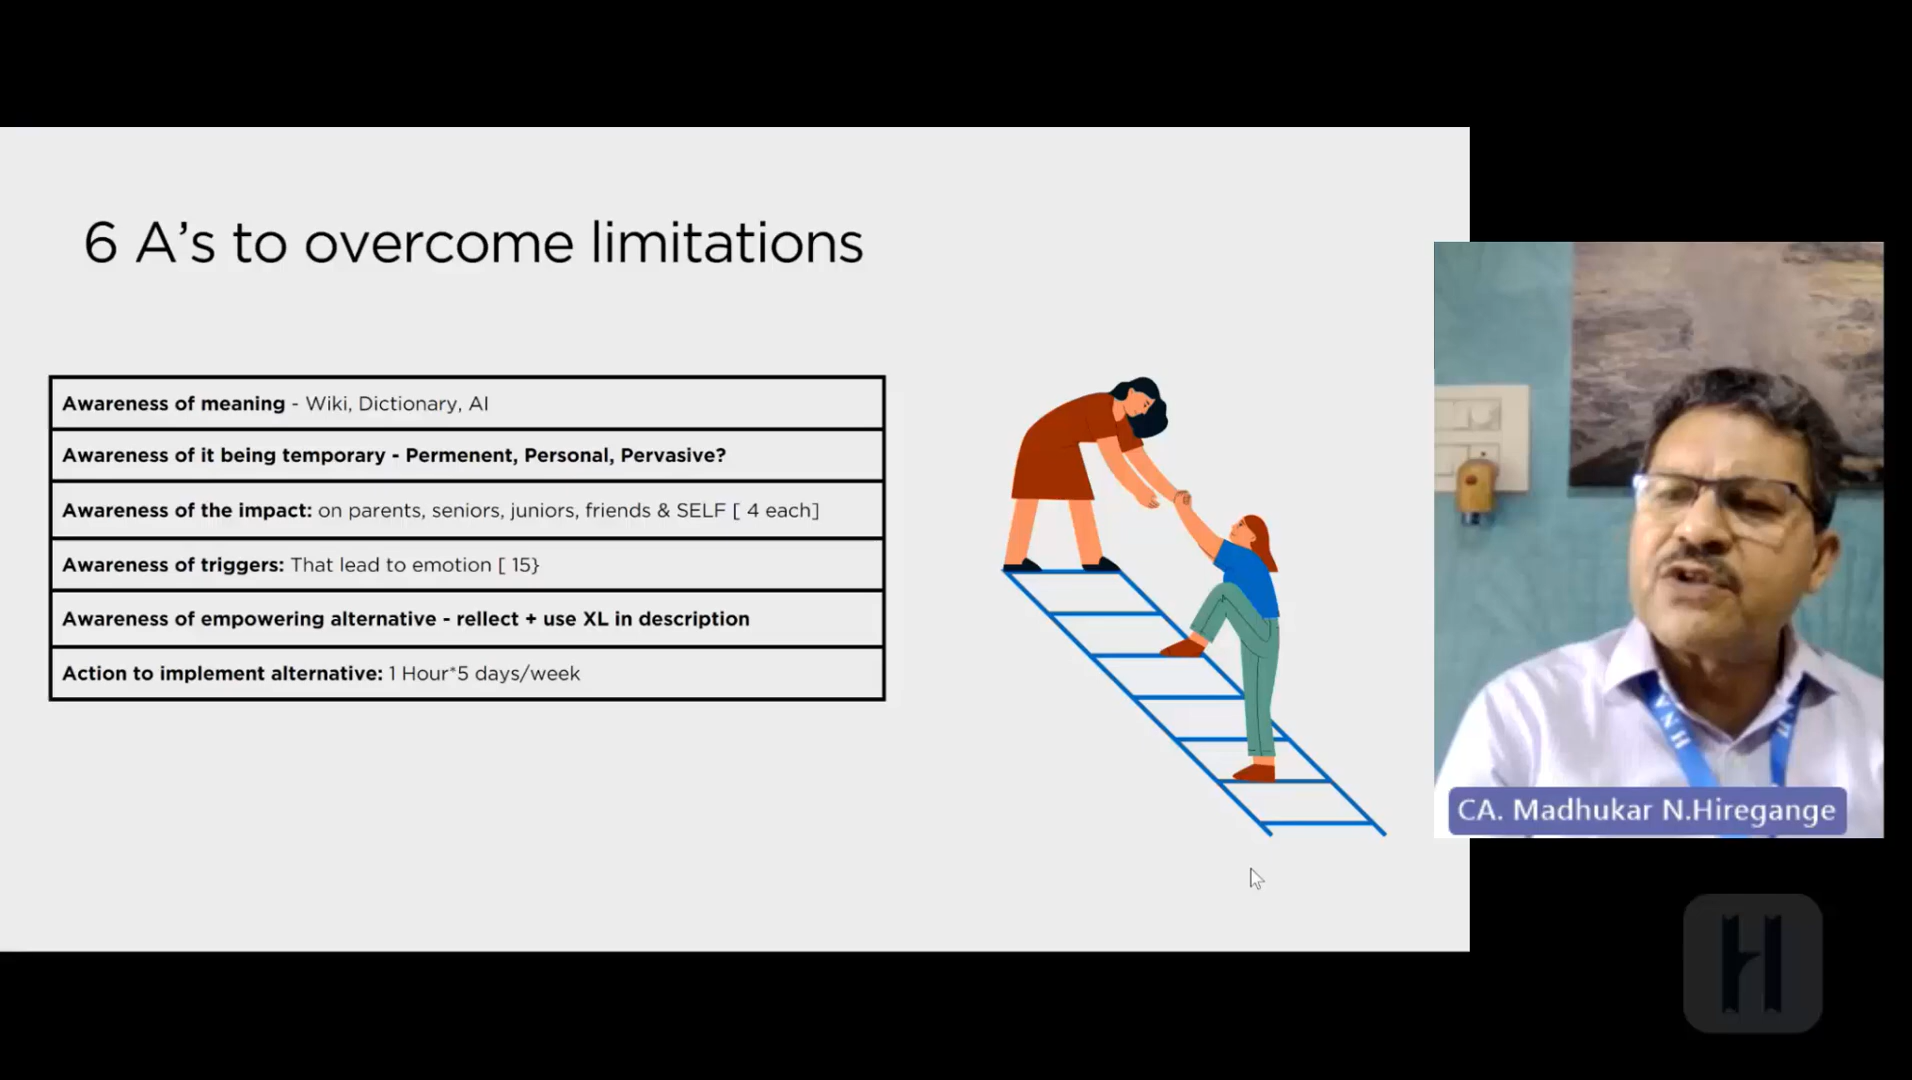 6 A's to overcome limitations
Awareness of meaning - Wiki, Dictionary, AI
Awareness of it being temporary - Permenent, Personal, Pervasive?
Awareness of the impact: on parents, seniors, juniors, friends & SELF [ 4 each]
Awareness of triggers: That lead to emotion [ 15}
Awareness of empowering alternative - rellect + use XL in description
Action to implement alternative: 1 Hour*5 days/week
HNA
CA. Madhukar N.Hiregange
H